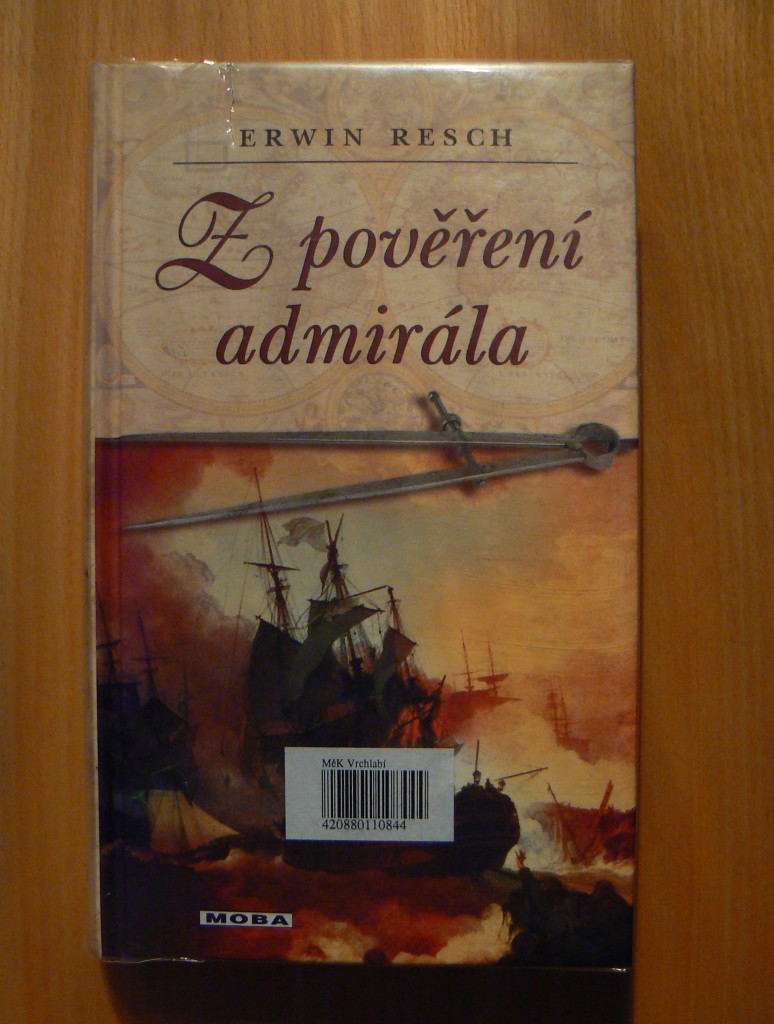 ERWIN RESCH
Z pověření
admirála
MěK Vrchlabí
420880110844
MOBA